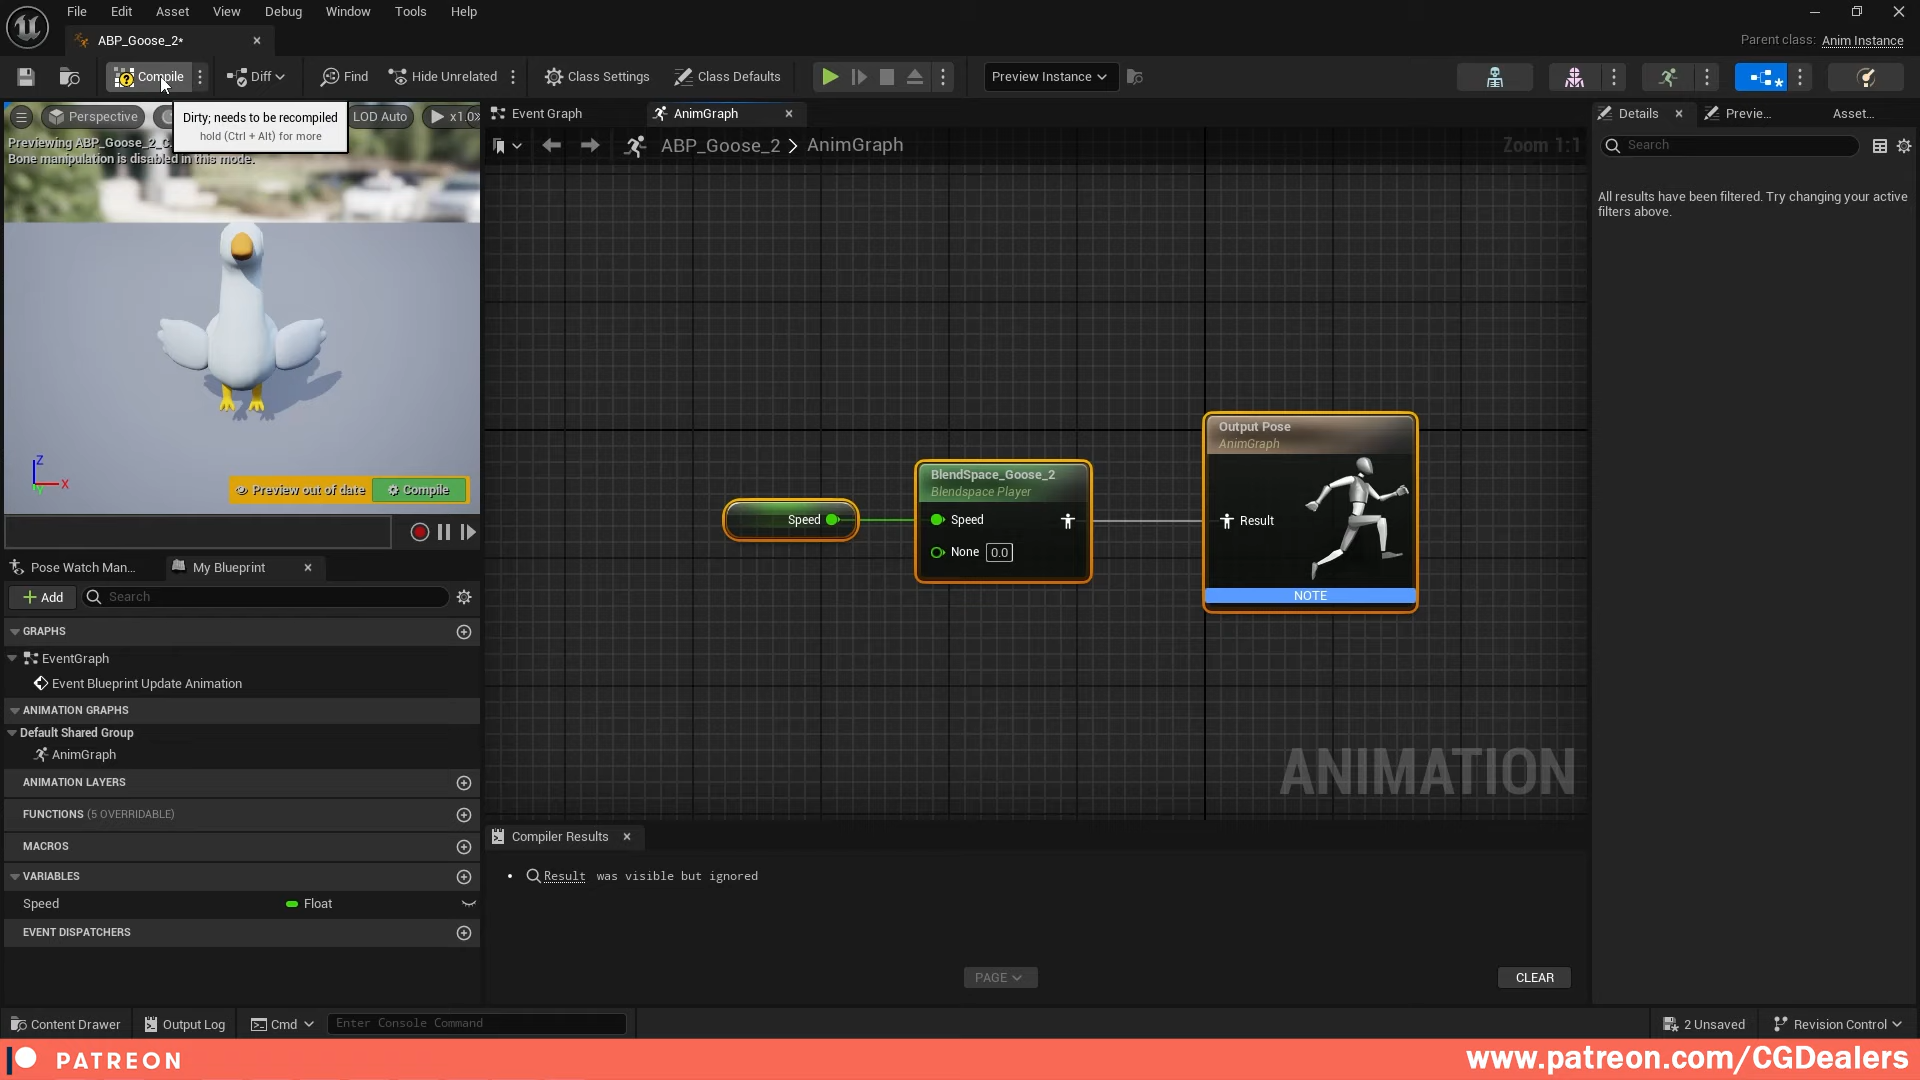 File Edit Asset View Debug Window Tools Help
ABP_Goose_2*
Parent class: Anim Instance
Compile Diff Find Hide Unrelated Class Settings Class Defaults Preview Instance
Event Graph
AnimGraph
Details
Previe...
Asset...
Perspective
LOD Auto
x1.0
Dirty; needs to be recompiled
hold (Ctrl + Alt) for more
Previewing ABP_Goose_2_C.
Bone manipulation is disabled in this mode.
ABP_Goose_2 > AnimGraph
Zoom 1:1
Search
All results have been filtered. Try changing your active
filters above.
Z
X
Preview out of date
Compile
Speed
BlendSpace_Goose_2
Blendspace Player
Speed
None 0.0
Output Pose
AnimGraph
Result
NOTE
ANIMATION
Pose Watch Man...
My Blueprint
Add
Search
GRAPHS
EventGraph
Event Blueprint Update Animation
ANIMATION GRAPHS
Default Shared Group
AnimGraph
ANIMATION LAYERS
FUNCTIONS (5 OVERRIDABLE)
MACROS
VARIABLES
Speed Float
EVENT DISPATCHERS
Compiler Results
Result was visible but ignored
PAGE
CLEAR
Content Drawer
Output Log
Cmd
Enter Console Command
2 Unsaved
Revision Control
PATREON
www.patreon.com/CGDealers